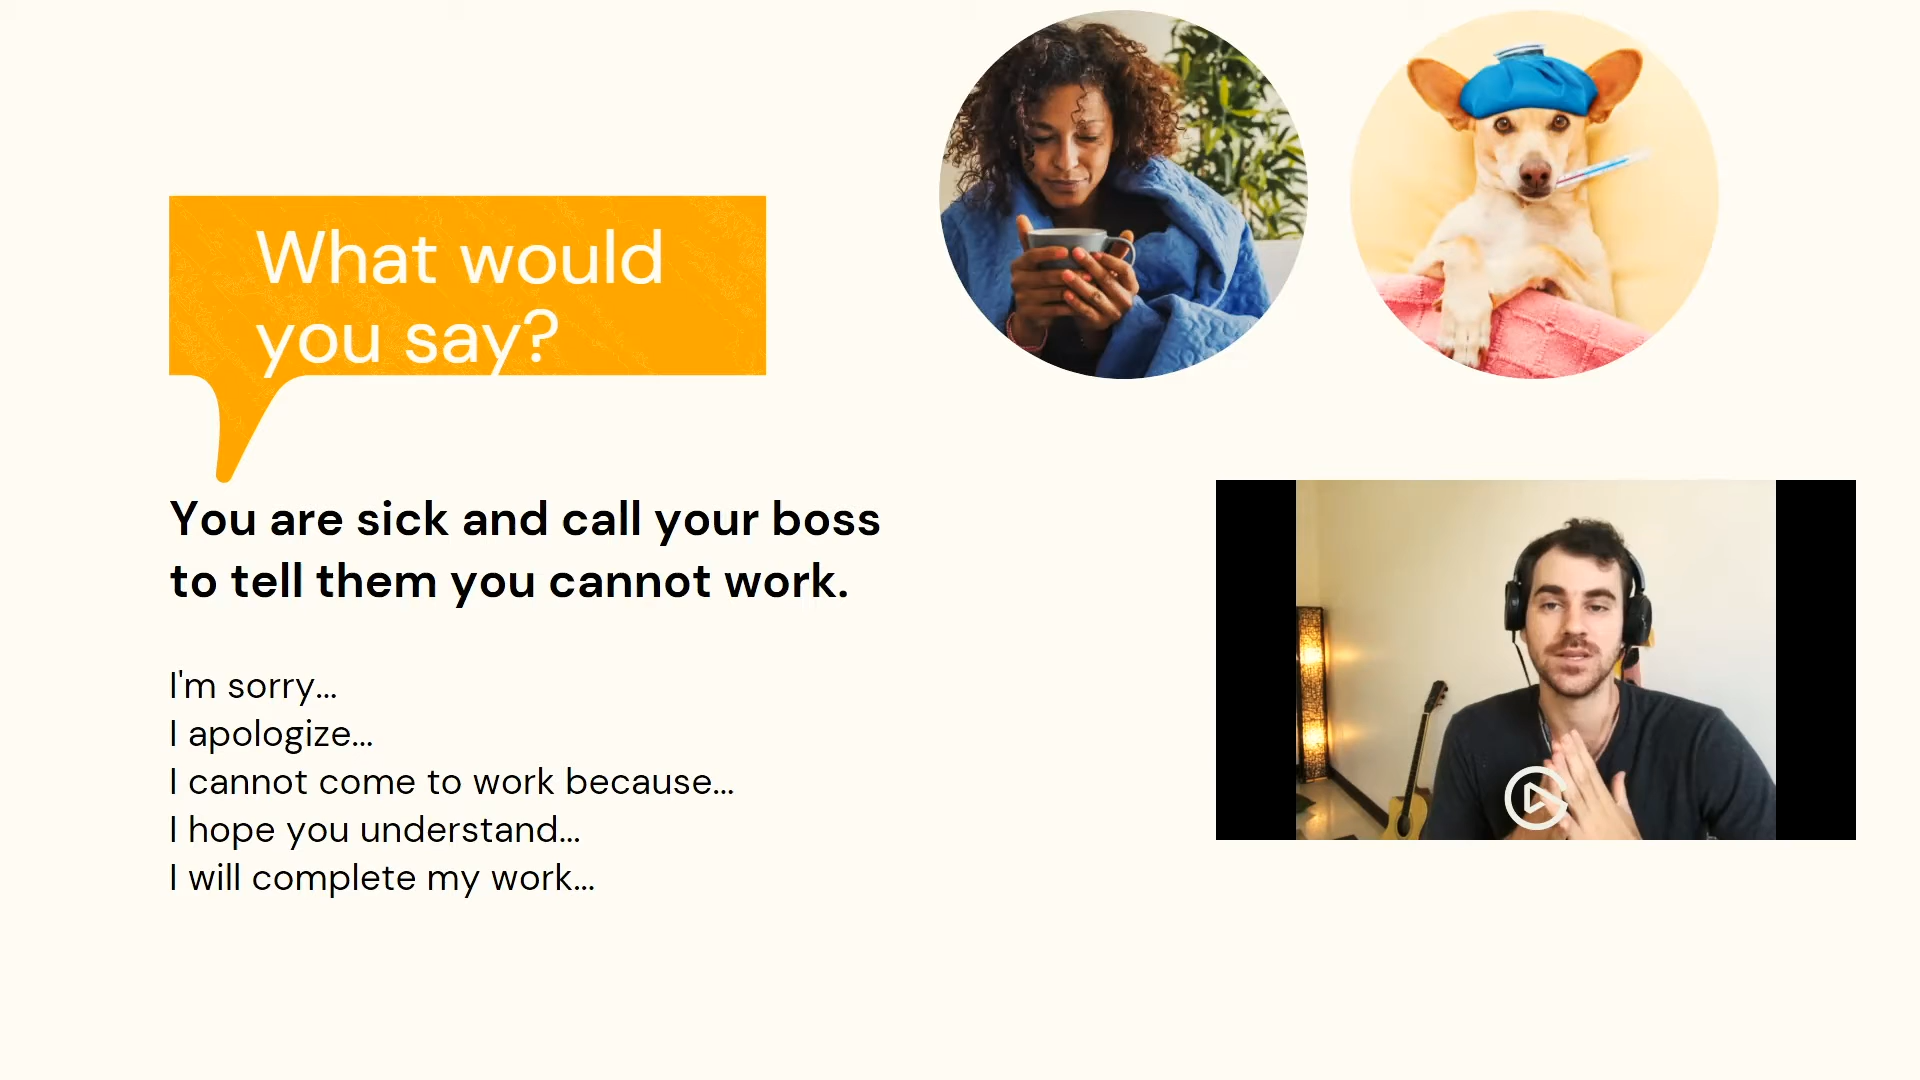 What would
you say?
You are sick and call your boss
to tell them you cannot work.
I'm sorry...
I apologize...
I cannot come to work because...
I hope you understand...
I will complete my work...